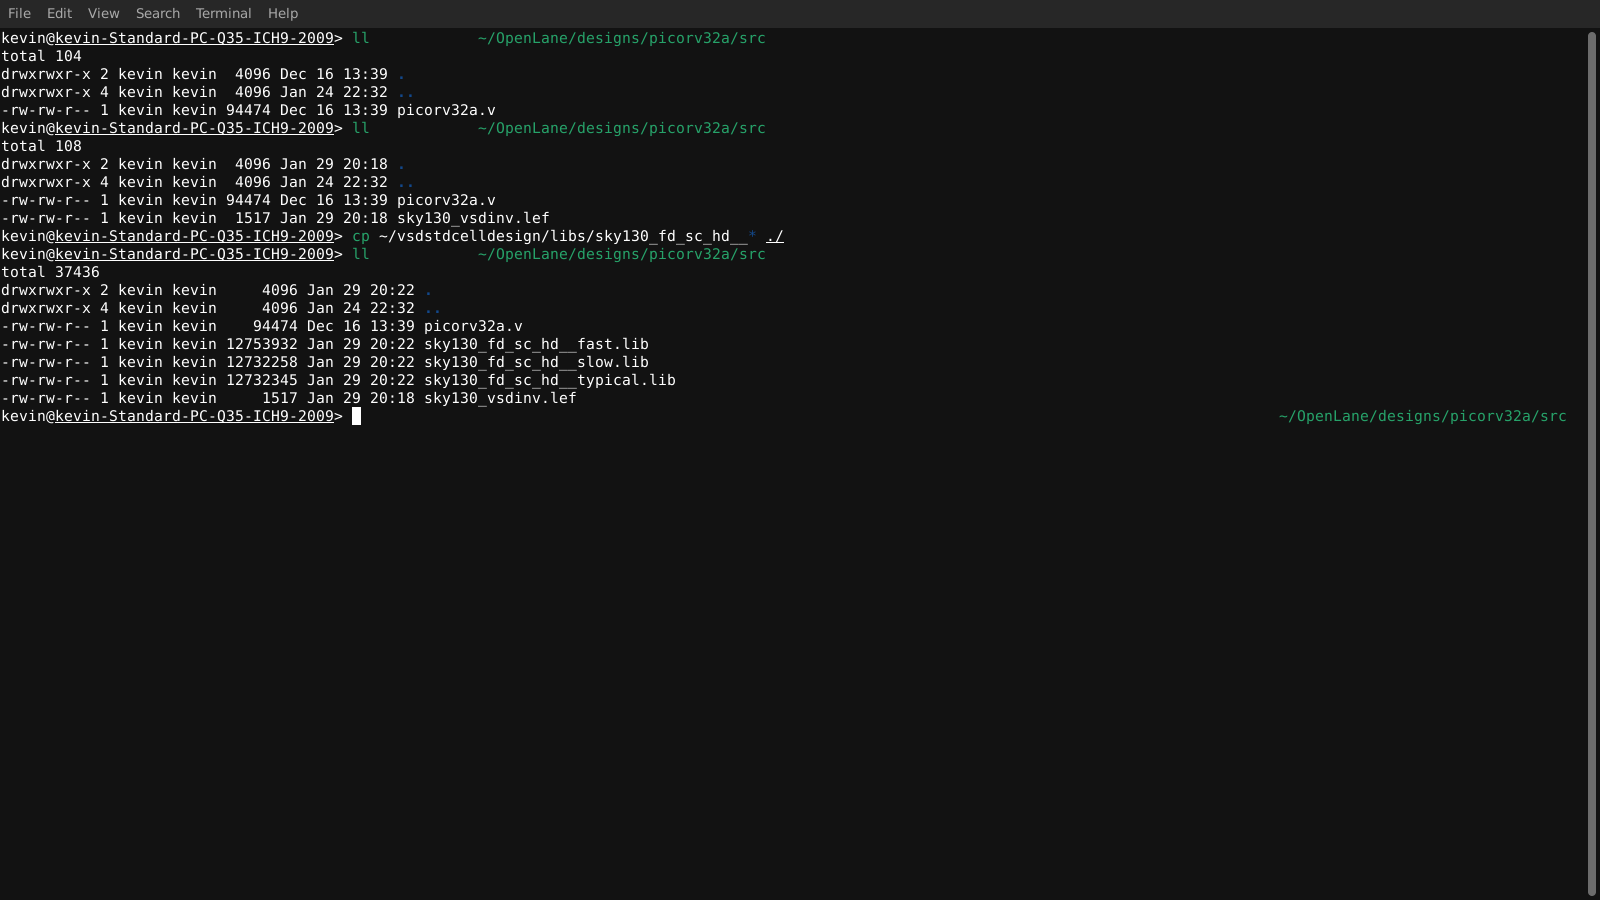 File Edit View Search Terminal Help
kevin@kevin-Standard-PC-Q35-ICH9-2009> ll            ~/OpenLane/designs/picorv32a/src
total 104
drwxrwxr-x 2 kevin kevin  4096 Dec 16 13:39 .
drwxrwxr-x 4 kevin kevin  4096 Jan 24 22:32 ..
-rw-rw-r-- 1 kevin kevin 94474 Dec 16 13:39 picorv32a.v
kevin@kevin-Standard-PC-Q35-ICH9-2009> ll            ~/OpenLane/designs/picorv32a/src
total 108
drwxrwxr-x 2 kevin kevin  4096 Jan 29 20:18 .
drwxrwxr-x 4 kevin kevin  4096 Jan 24 22:32 ..
-rw-rw-r-- 1 kevin kevin 94474 Dec 16 13:39 picorv32a.v
-rw-rw-r-- 1 kevin kevin  1517 Jan 29 20:18 sky130_vsdinv.lef
kevin@kevin-Standard-PC-Q35-ICH9-2009> cp ~/vsdstdcelldesign/libs/sky130_fd_sc_hd__* ./
kevin@kevin-Standard-PC-Q35-ICH9-2009> ll            ~/OpenLane/designs/picorv32a/src
total 37436
drwxrwxr-x 2 kevin kevin     4096 Jan 29 20:22 .
drwxrwxr-x 4 kevin kevin     4096 Jan 24 22:32 ..
-rw-rw-r-- 1 kevin kevin    94474 Dec 16 13:39 picorv32a.v
-rw-rw-r-- 1 kevin kevin 12753932 Jan 29 20:22 sky130_fd_sc_hd__fast.lib
-rw-rw-r-- 1 kevin kevin 12732258 Jan 29 20:22 sky130_fd_sc_hd__slow.lib
-rw-rw-r-- 1 kevin kevin 12732345 Jan 29 20:22 sky130_fd_sc_hd__typical.lib
-rw-rw-r-- 1 kevin kevin     1517 Jan 29 20:18 sky130_vsdinv.lef
kevin@kevin-Standard-PC-Q35-ICH9-2009> ~/OpenLane/designs/picorv32a/src